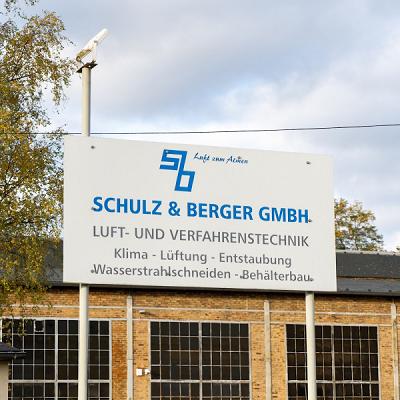 sb Luft zum Atmen
SCHULZ & BERGER GMBH
LUFT- UND VERFAHRENSTECHNIK
Klima - Lüftung - Entstaubung
Wasserstrahlschneiden - Behälterbau